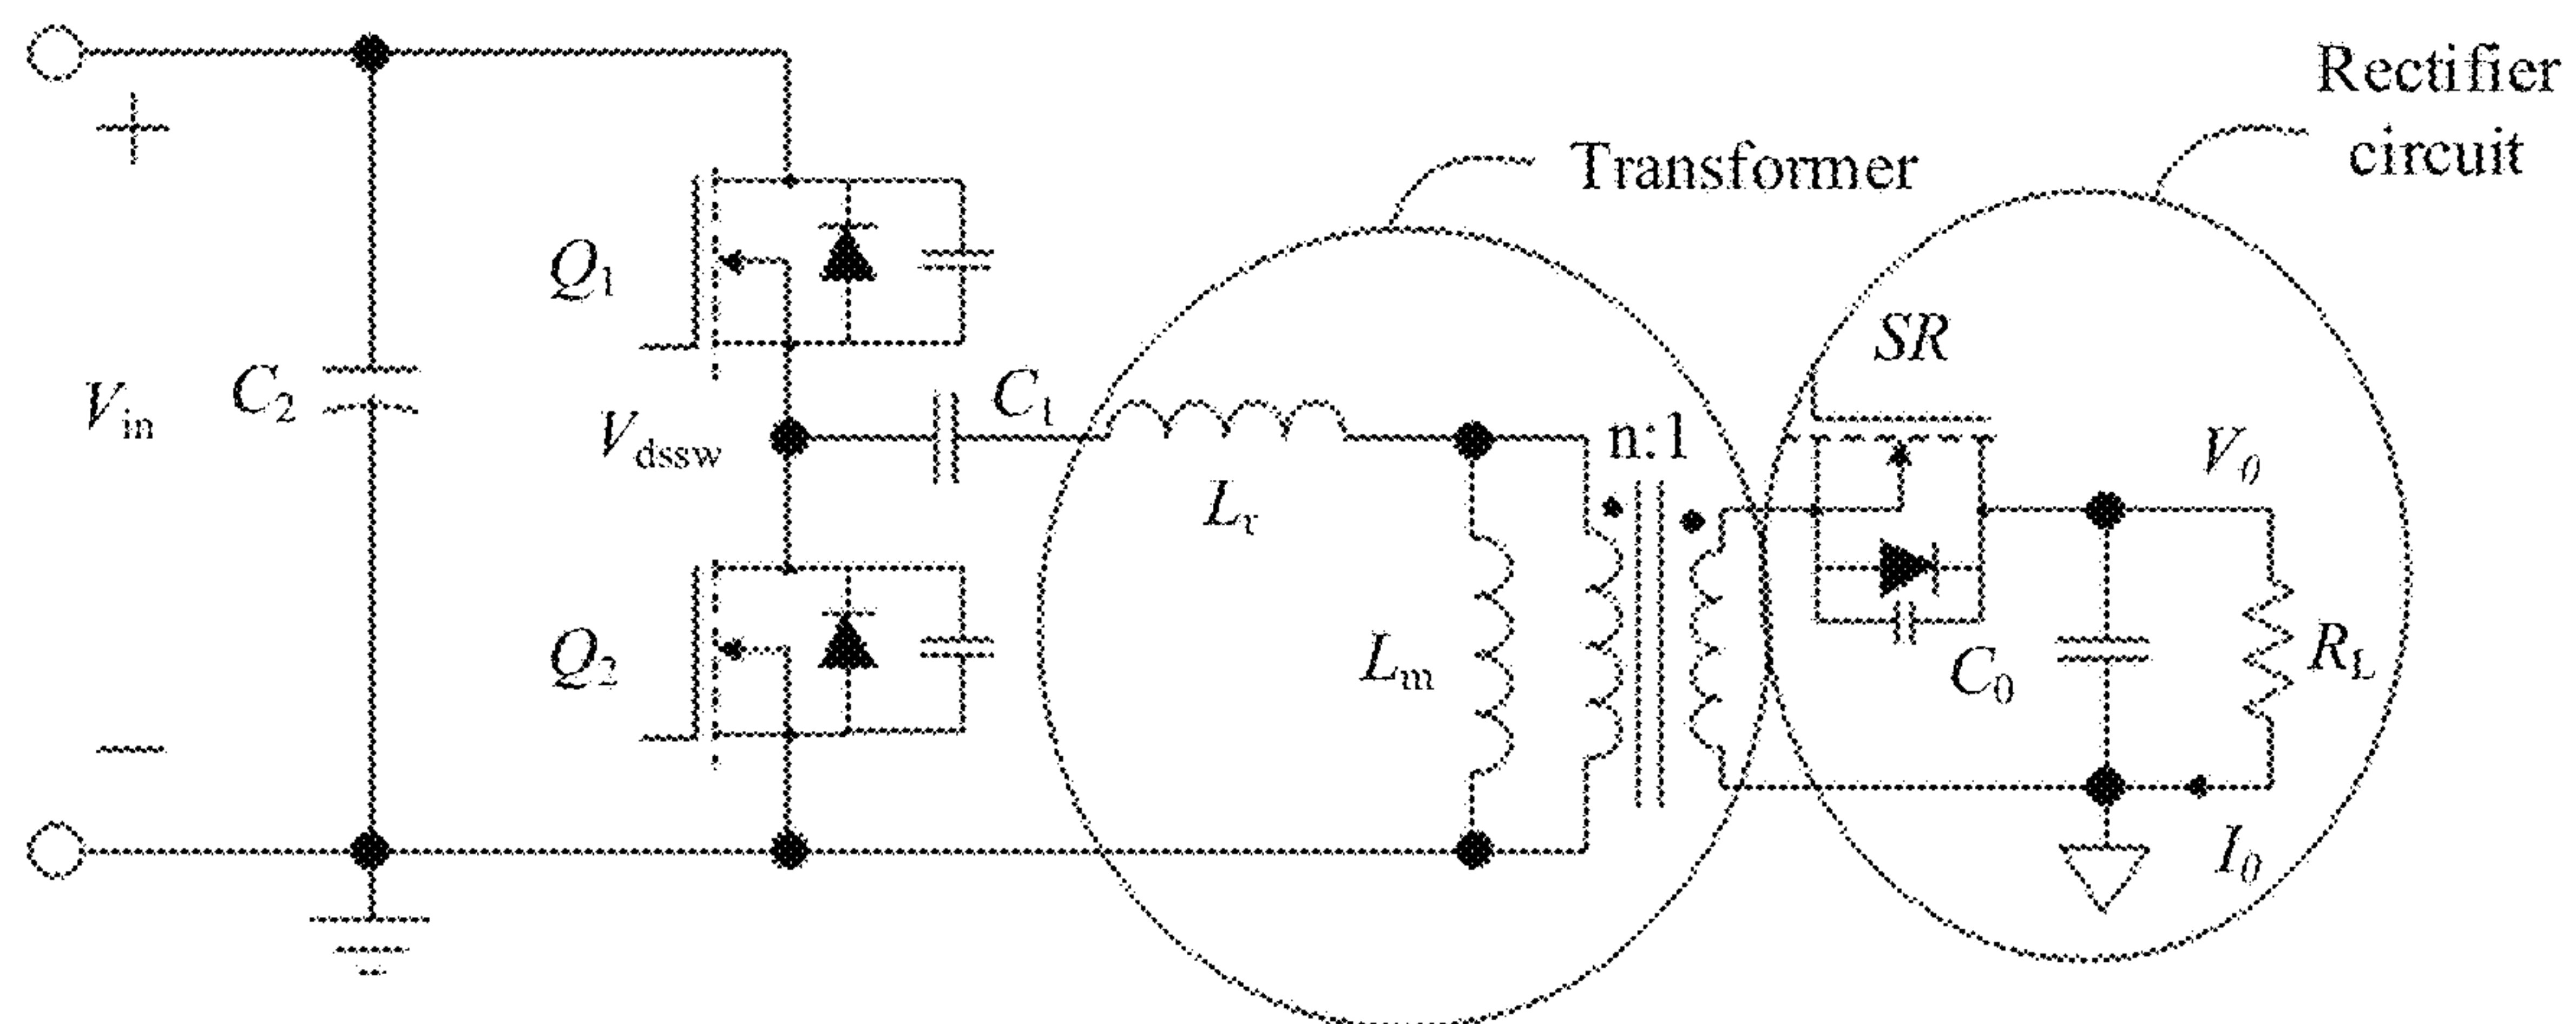 Rectifier
circuit
Transformer
+
Q1
SR
Vin
C2
C1
Vdssw
n:1
V0
Lr
Q2
Lm
C0
RL
−
I0